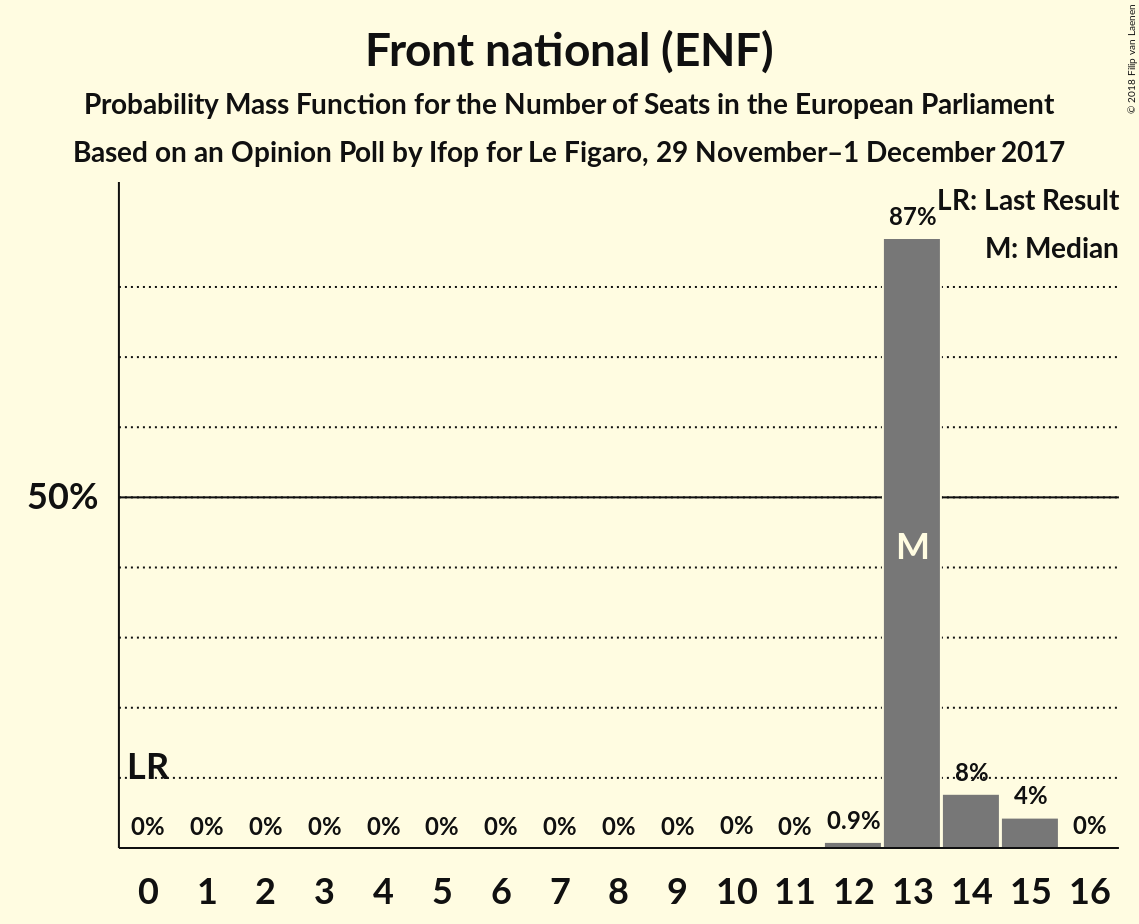 Front national (ENF)
Probability Mass Function for the Number of Seats in the European Parliament
Based on an Opinion Poll by Ifop for Le Figaro, 29 November–1 December 2017
© 2018 Filip van Laenen
LR: Last Result
M: Median
87%
50%
M
LR
0% 0% 0% 0% 0% 0% 0% 0% 0% 0% 0% 0% 0.9% 8% 4% 0%
0 1 2 3 4 5 6 7 8 9 10 11 12 13 14 15 16